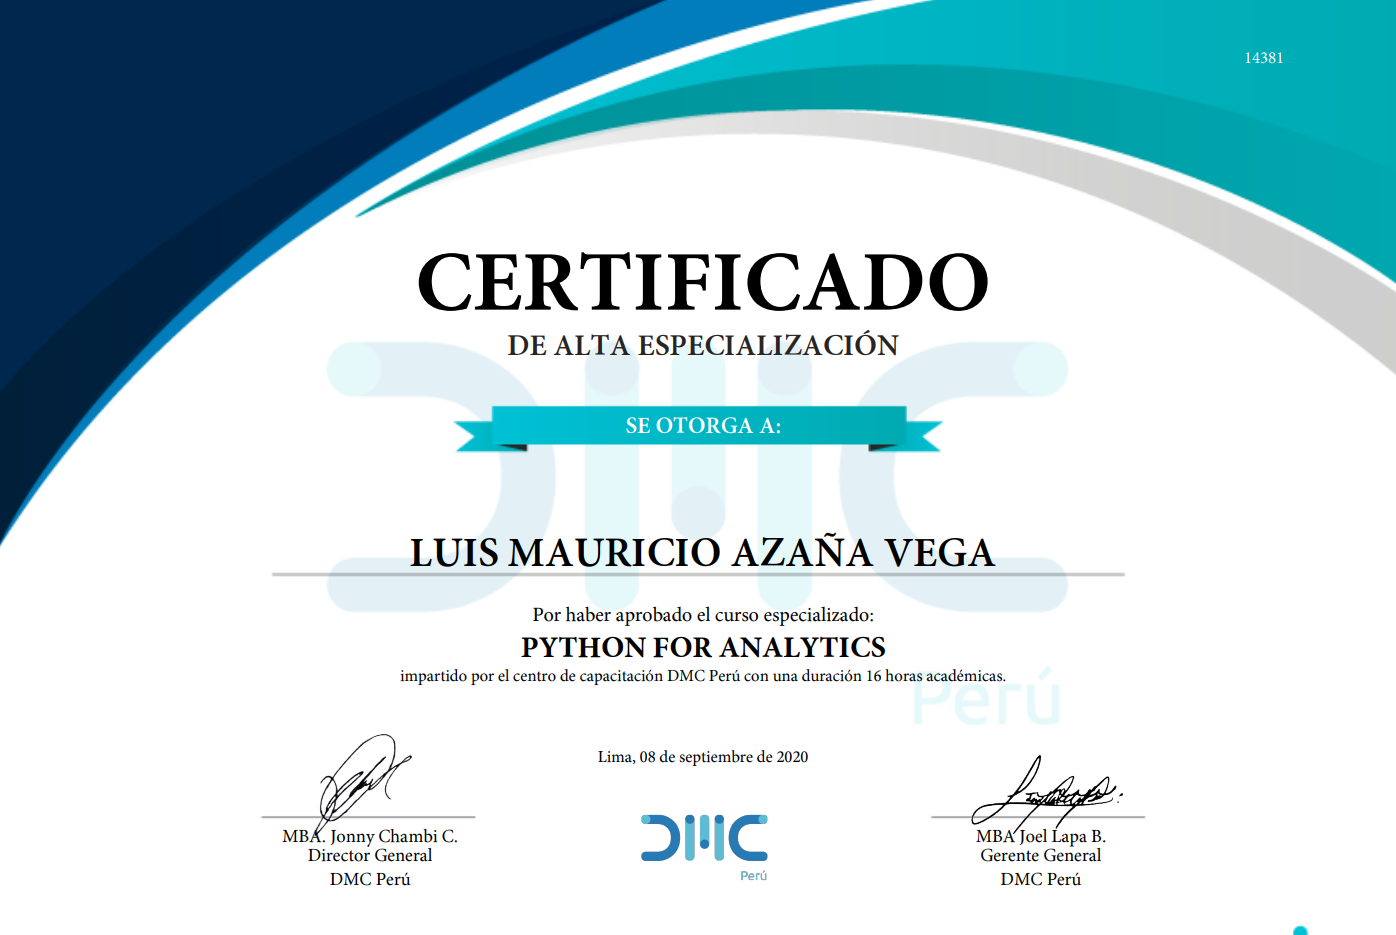 14381
CERTIFICADO
DE ALTA ESPECIALIZACIÓN
SE OTORGA A:
LUIS MAURICIO AZAÑA VEGA
Por haber aprobado el curso especializado:
PYTHON FOR ANALYTICS
impartido por el centro de capacitación DMC Perú con una duración 16 horas académicas.
Perú
Lima, 08 de septiembre de 2020
MBA. Jonny Chambi C.
Director General
DMC Perú
DMC
Perú
MBA Joel Lapa B.
Gerente General
DMC Perú